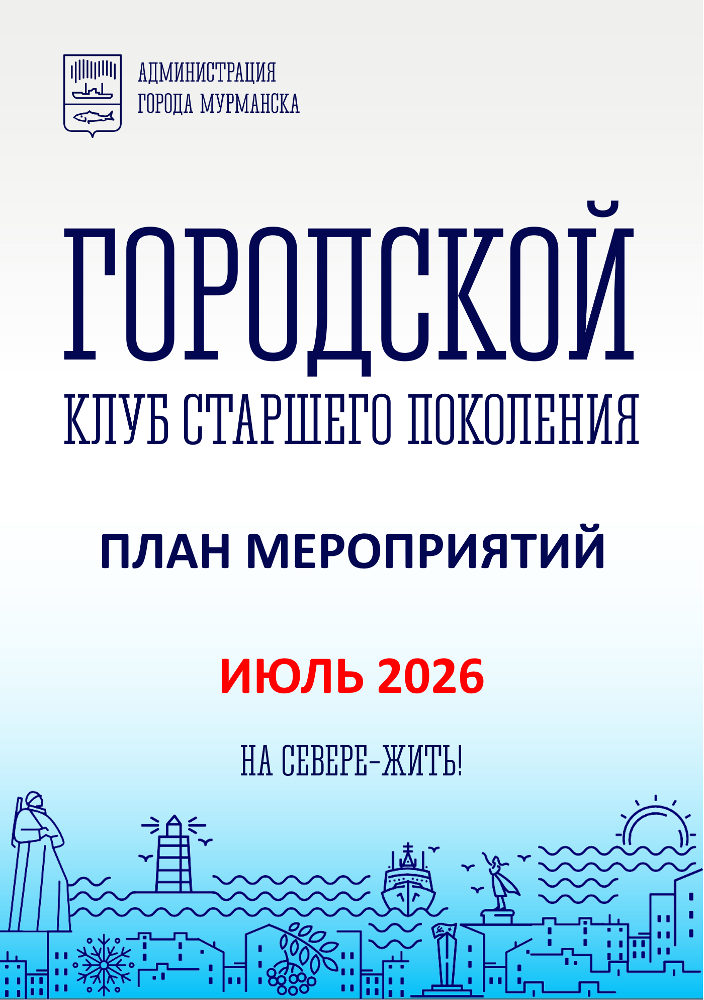 АДМИНИСТРАЦИЯ
ГОРОДА МУРМАНСКА
ГОРОДСКОЙ
КЛУБ СТАРШЕГО ПОКОЛЕНИЯ
ПЛАН МЕРОПРИЯТИЙ
ИЮЛЬ 2026
НА СЕВЕРЕ-ЖИТЬ!